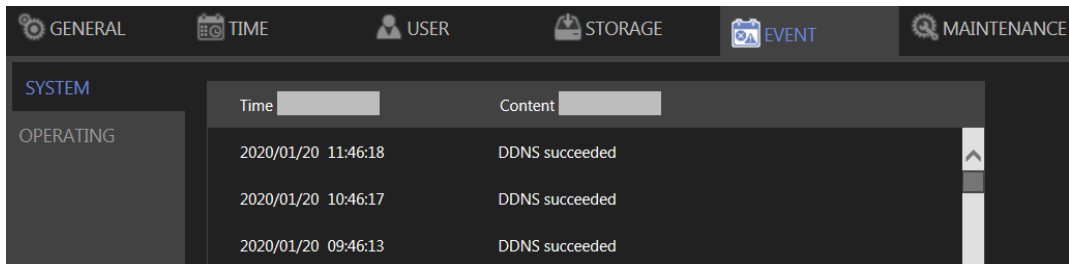 GENERAL TIME USER STORAGE EVENT MAINTENANCE
SYSTEM
OPERATING
Time Content
2020/01/20 11:46:18 DDNS succeeded
2020/01/20 10:46:17 DDNS succeeded
2020/01/20 09:46:13 DDNS succeeded